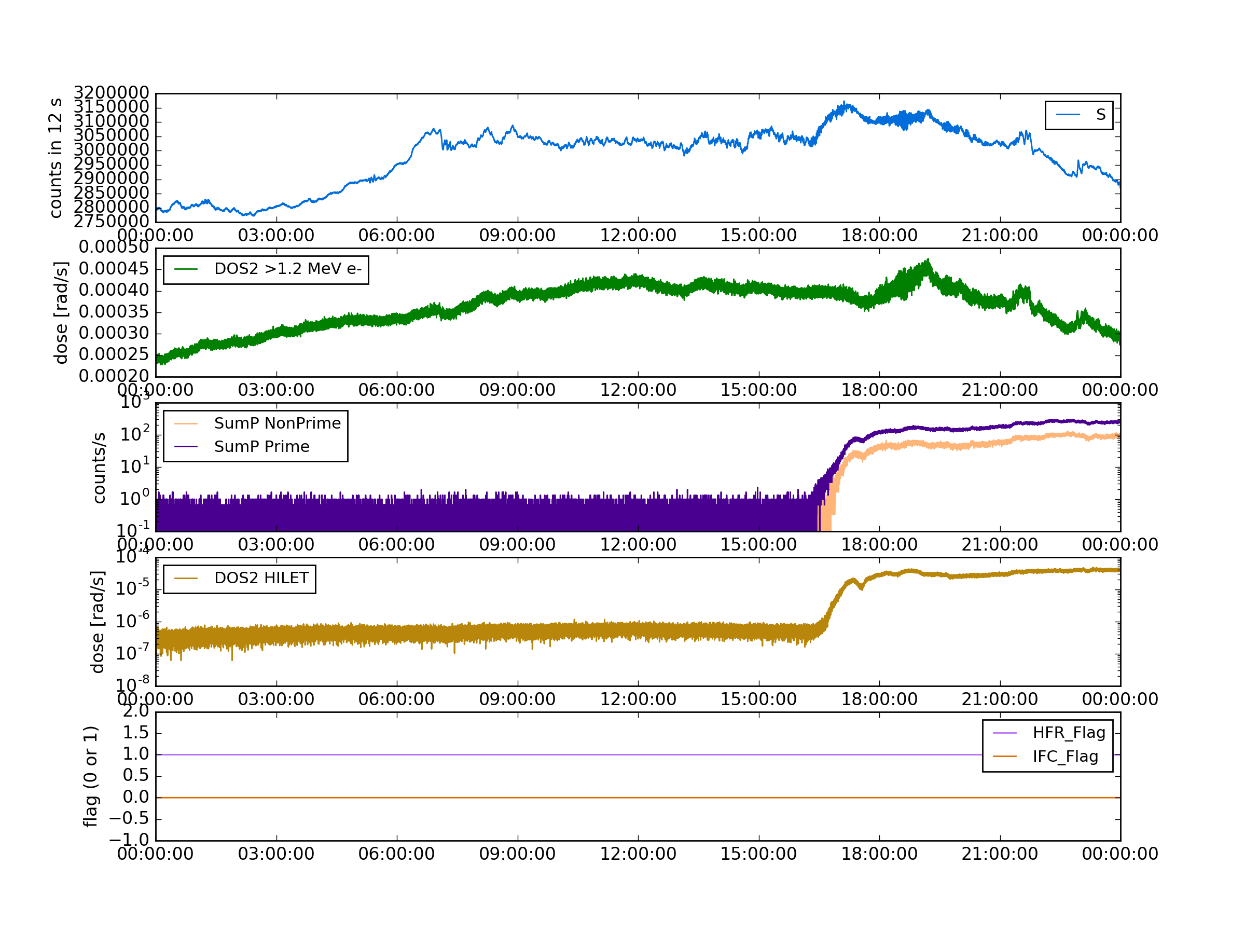 counts in 12 s
3200000
3150000
3100000
3050000
3000000
2950000
2900000
2850000
2800000
2750000
S
00:00:00 03:00:00 06:00:00 09:00:00 12:00:00 15:00:00 18:00:00 21:00:00 00:00:00
dose [rad/s]
0.00050
0.00045
0.00040
0.00035
0.00030
0.00025
0.00020
DOS2 >1.2 MeV e-
00:00:00 03:00:00 06:00:00 09:00:00 12:00:00 15:00:00 18:00:00 21:00:00 00:00:00
counts/s
10^3
10^2
10^1
10^0
10^-1
SumP NonPrime
SumP Prime
00:00:00 03:00:00 06:00:00 09:00:00 12:00:00 15:00:00 18:00:00 21:00:00 00:00:00
dose [rad/s]
10^-4
10^-5
10^-6
10^-7
10^-8
DOS2 HILET
00:00:00 03:00:00 06:00:00 09:00:00 12:00:00 15:00:00 18:00:00 21:00:00 00:00:00
flag (0 or 1)
2.0
1.5
1.0
0.5
0.0
−0.5
−1.0
HFR_Flag
IFC_Flag
00:00:00 03:00:00 06:00:00 09:00:00 12:00:00 15:00:00 18:00:00 21:00:00 00:00:00